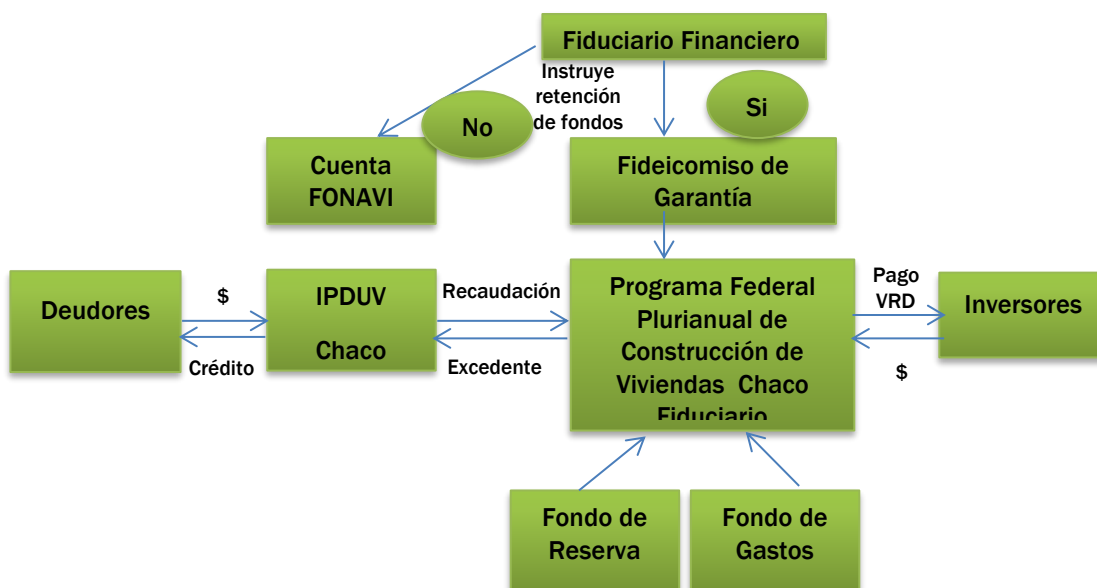 Fiduciario Financiero
Instruye
retención
de fondos
No
Si
Cuenta
FONAVI
Fideicomiso de
Garantía
Deudores
$
Crédito
IPDUV
Chaco
Recaudación
Excedente
Programa Federal
Plurianual de
Construcción de
Viviendas Chaco
Fiduciario
Pago
VRD
$
Inversores
Fondo de
Reserva
Fondo de
Gastos